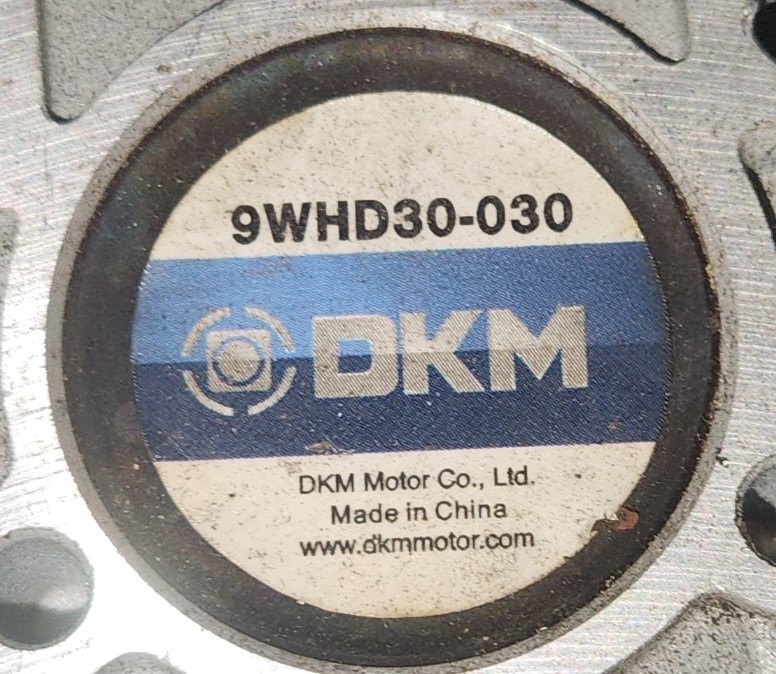 9WHD30-030
DKM
DKM Motor Co., Ltd.
Made in China
www.dkmmotor.com